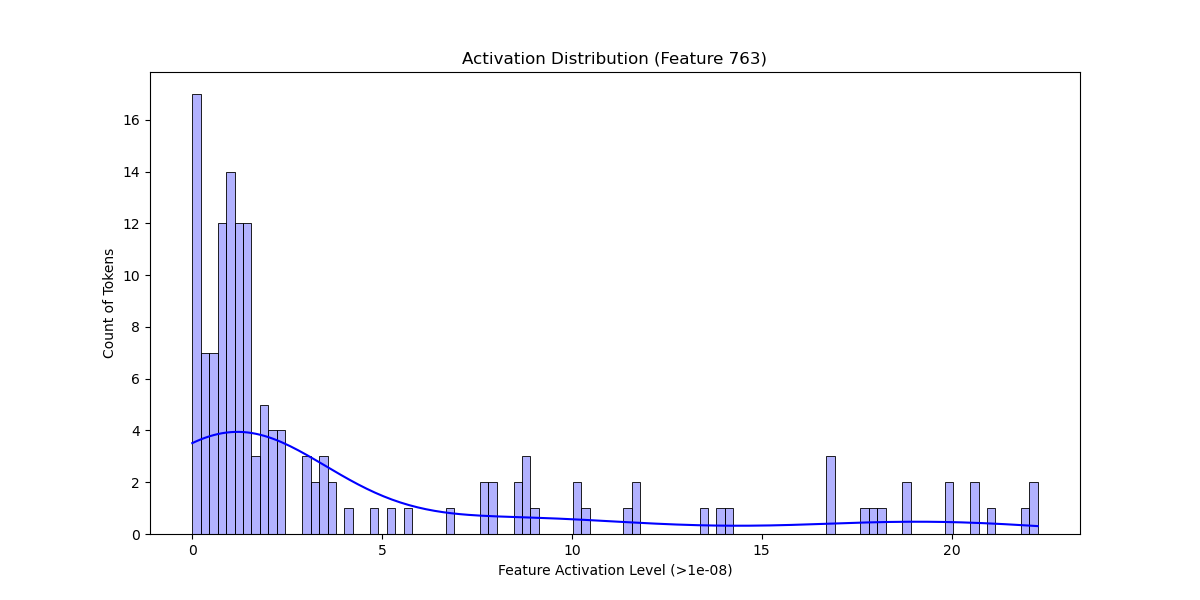 Activation Distribution (Feature 763)
Count of Tokens
16
14
12
10
8
6
4
2
0
0 5 10 15 20
Feature Activation Level (>1e-08)